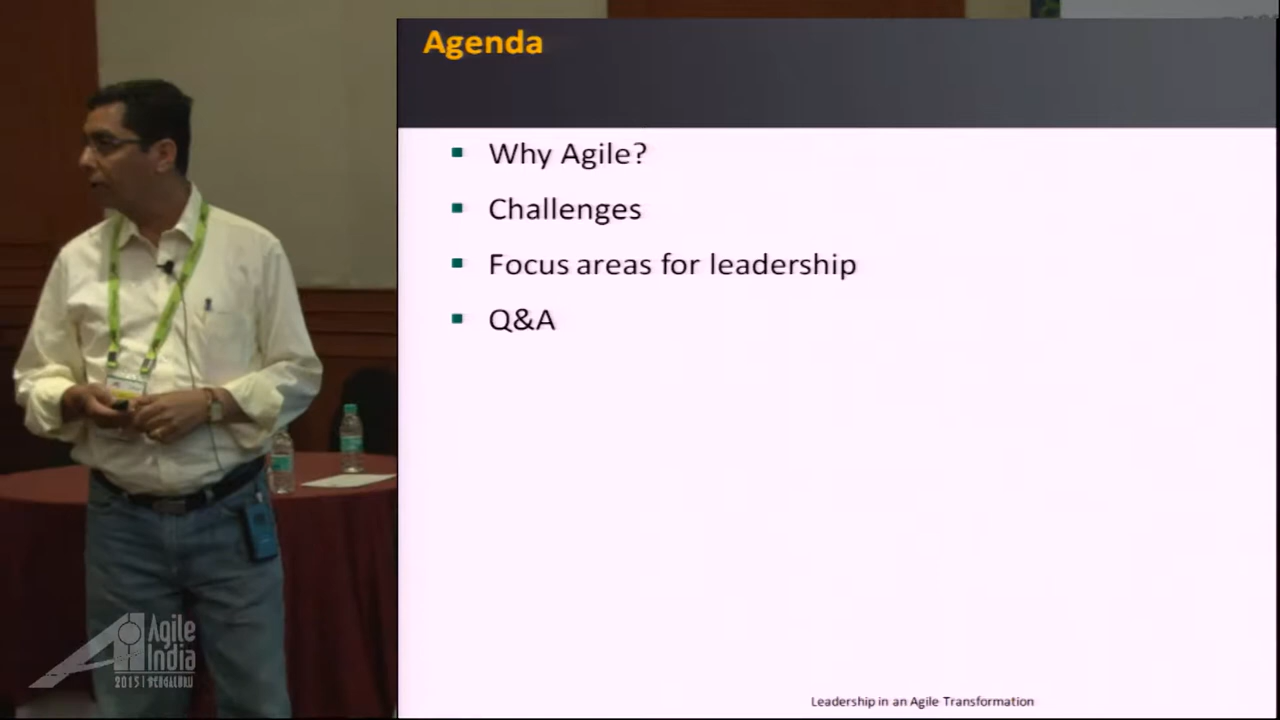 Agenda
Why Agile?
Challenges
Focus areas for leadership
Q&A
Leadership in an Agile Transformation
Agile
India
2015 | BENGALURU